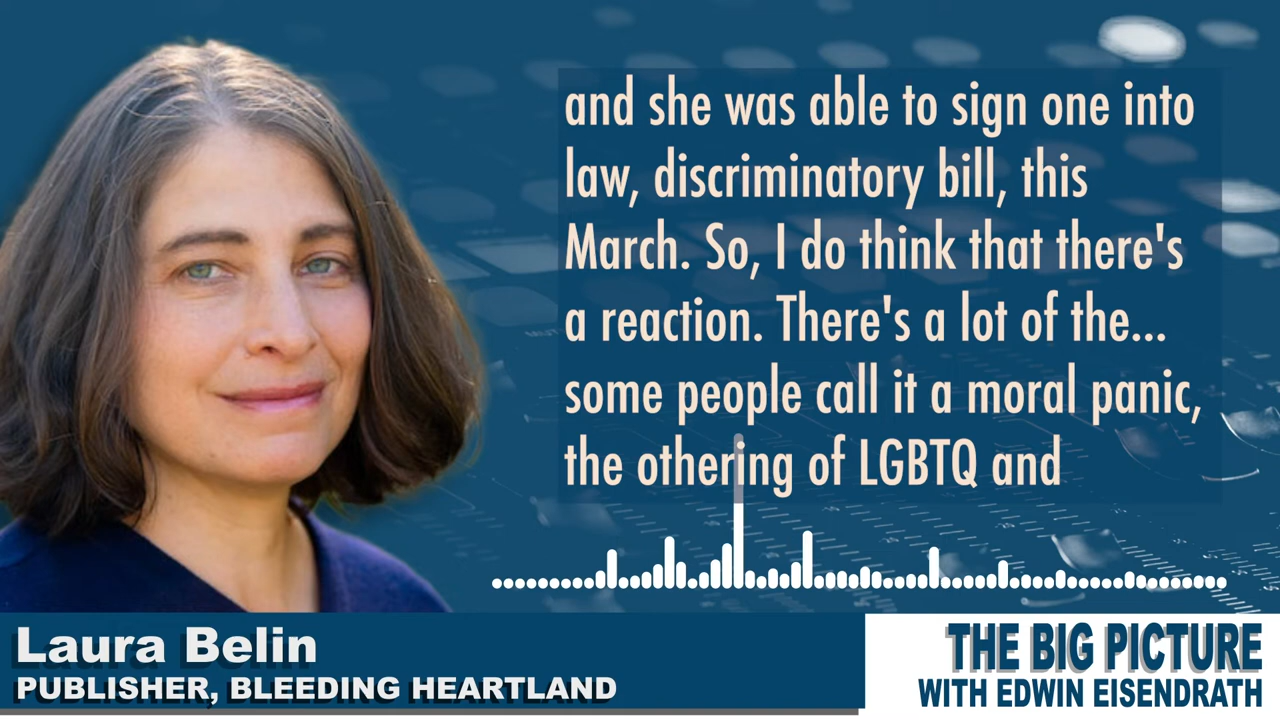 and she was able to sign one into
law, discriminatory bill, this
March. So, I do think that there's
a reaction. There's a lot of the...
some people call it a moral panic,
the othering of LGBTQ and
Laura Belin
PUBLISHER, BLEEDING HEARTLAND
THE BIG PICTURE
WITH EDWIN EISENDRATH